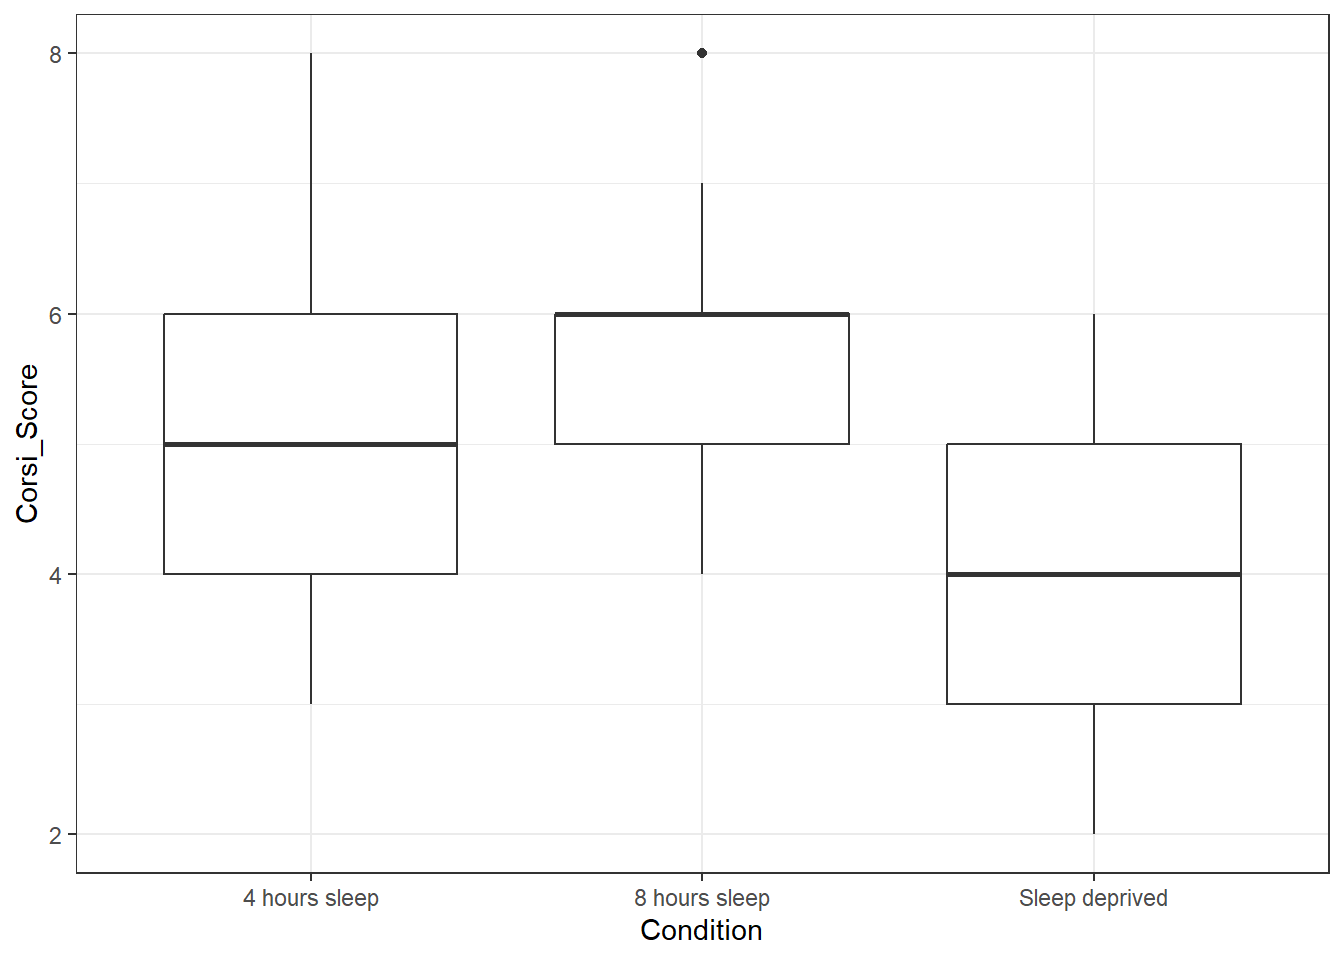 8
6
4
2
Corsi_Score
4 hours sleep
8 hours sleep
Sleep deprived
Condition